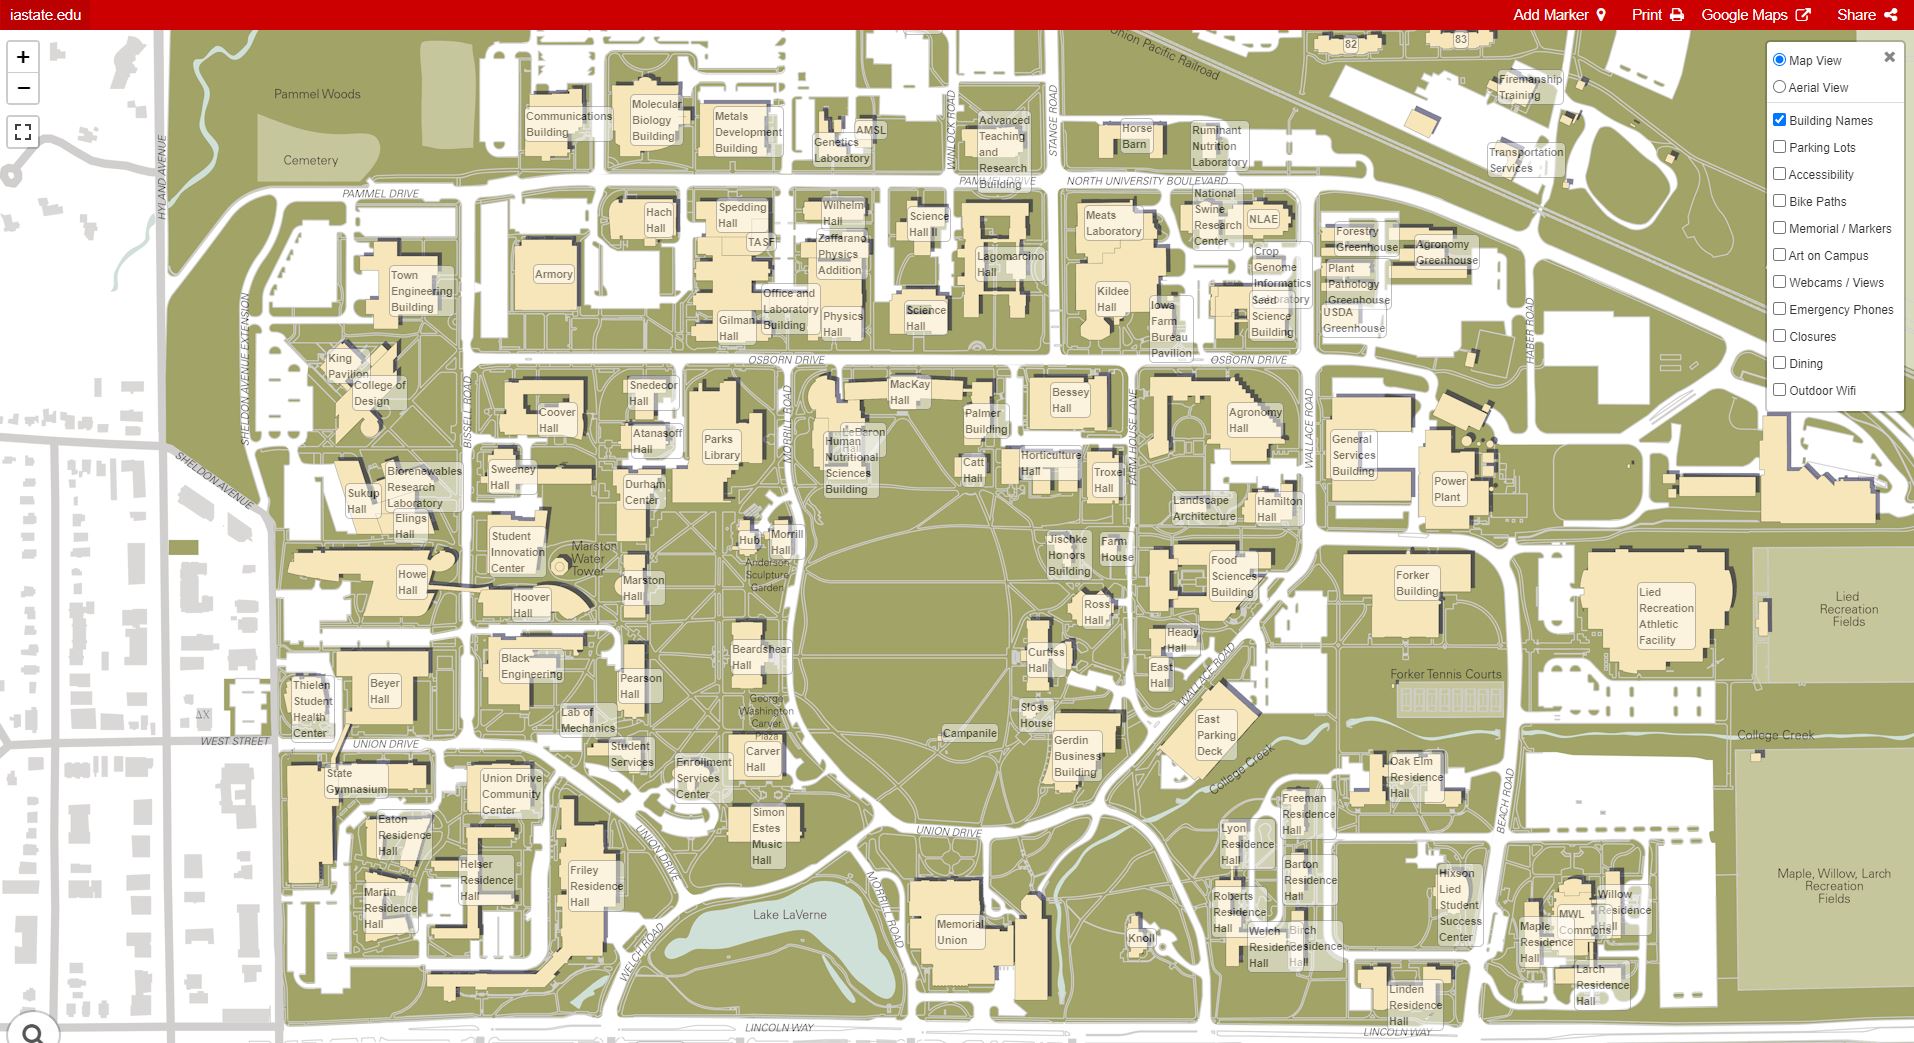 iastate.edu
Add Marker
Print
Google Maps
Share
+
−
Map View
Aerial View
Building Names
Parking Lots
Accessibility
Bike Paths
Memorial / Markers
Art on Campus
Webcams / Views
Emergency Phones
Closures
Dining
Outdoor Wifi
Union Pacific Railroad
82
83
Firemanship
Training
Transportation
Services
Pammel Woods
Cemetery
HYLAND AVENUE
Communications
Building
Molecular
Biology
Building
Metals
Development
Building
AMSL
Genetics
Laboratory
WINLOCK ROAD
Advanced
Teaching
and
Research
Building
STANGE ROAD
Horse
Barn
Ruminant
Nutrition
Laboratory
PAMMEL DRIVE
PAMMEL DRIVE
NORTH UNIVERSITY BOULEVARD
Hach
Hall
Spedding
Hall
TASF
Wilhelm
Hall
Zaffarano
Physics
Addition
Science
Hall II
Lagomarcino
Hall
Meats
Laboratory
National
Swine
Research
Center
NLAE
Forestry
Greenhouse
Agronomy
Greenhouse
Plant
Pathology
Greenhouse
USDA
Greenhouse
Crop
Genome
Informatics
Laboratory
Seed
Science
Building
Town
Engineering
Building
Armory
Office and
Laboratory
Building
Gilman
Hall
Physics
Hall
Science
Hall
Kildee
Hall
Iowa
Farm
Bureau
Pavilion
HABER ROAD
SHELDON AVENUE EXTENSION
OSBORN DRIVE
OSBORN DRIVE
King
Pavilion
College of
Design
BISSELL ROAD
Coover
Hall
Snedecor
Hall
Atanasoff
Hall
Parks
Library
MORRILL ROAD
MacKay
Hall
LeBaron
Hall
Human
Nutritional
Sciences
Building
Palmer
Building
Bessey
Hall
FARM HOUSE LANE
Agronomy
Hall
WALLACE ROAD
General
Services
Building
Power
Plant
Catt
Hall
Horticulture
Hall
Troxel
Hall
SHELDON AVENUE
Biorenewables
Research
Laboratory
Sukup
Hall
Elings
Hall
Sweeney
Hall
Durham
Center
Landscape
Architecture
Hamilton
Hall
Student
Innovation
Center
Marston
Water
Tower
Hub
Morrill
Hall
Anderson
Sculpture
Garden
Jischke
Honors
Building
Farm
House
Food
Sciences
Building
Forker
Building
Lied
Recreation
Athletic
Facility
Lied
Recreation
Fields
Howe
Hall
Hoover
Hall
Marston
Hall
Ross
Hall
Heady
Hall
Beardshear
Hall
Curtiss
Hall
East
Hall
WALLACE ROAD
Black
Engineering
Pearson
Hall
Forker Tennis Courts
Thielen
Student
Health
Center
Beyer
Hall
ΔX
George
Washington
Carver
Plaza
Lab of
Mechanics
Sloss
House
Campanile
East
Parking
Deck
College Creek
College Creek
WEST STREET
UNION DRIVE
Student
Services
Carver
Hall
Gerdin
Business
Building
State
Gymnasium
Union Drive
Community
Center
Enrollment
Services
Center
Oak Elm
Residence
Hall
BEACH ROAD
Freeman
Residence
Hall
Eaton
Residence
Hall
Simon
Estes
Music
Hall
UNION DRIVE
UNION DRIVE
Lyon
Residence
Hall
Helser
Residence
Hall
Friley
Residence
Hall
Barton
Residence
Hall
Hixson
Lied
Student
Success
Center
Maple, Willow, Larch
Recreation
Fields
Martin
Residence
Hall
Lake LaVerne
MORRILL ROAD
Memorial
Union
Knoll
Roberts
Residence
Hall
Welch
Residence
Hall
Birch
Residence
Hall
Willow
Residence
Hall
MWL
Commons
Maple
Residence
Hall
WELCH ROAD
Larch
Residence
Hall
Linden
Residence
Hall
LINCOLN WAY
LINCOLN WAY